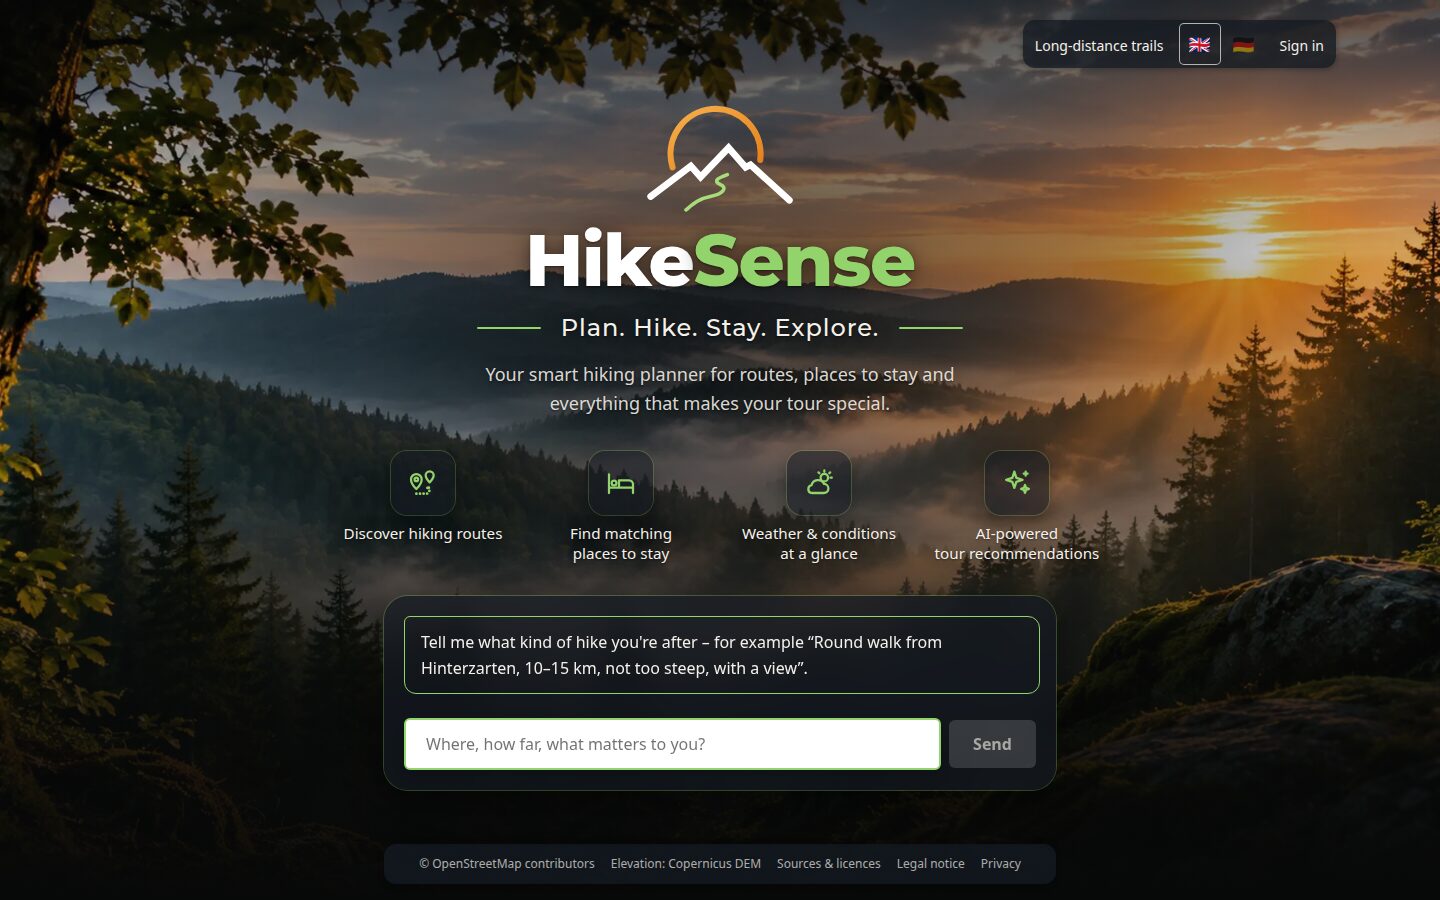 Long-distance trails
Sign in
HikeSense
Plan. Hike. Stay. Explore.
Your smart hiking planner for routes, places to stay and
everything that makes your tour special.
Discover hiking routes
Find matching
places to stay
Weather & conditions
at a glance
AI-powered
tour recommendations
Tell me what kind of hike you're after – for example “Round walk from
Hinterzarten, 10–15 km, not too steep, with a view”.
Where, how far, what matters to you?
Send
© OpenStreetMap contributors
Elevation: Copernicus DEM
Sources & licences
Legal notice
Privacy